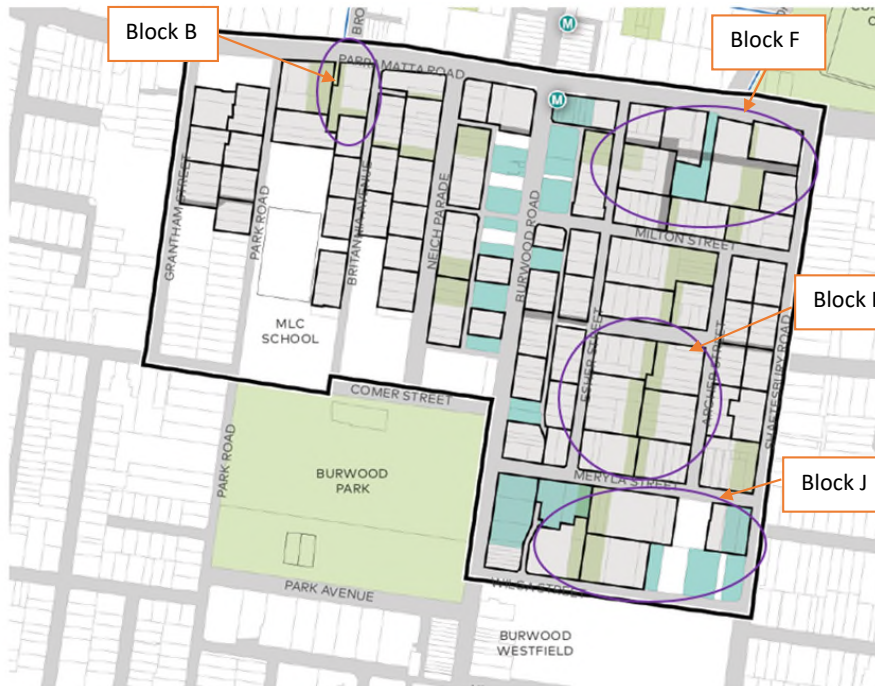 Block B
BRO
Block F
M
PARRAMATTA ROAD
M
GRANTHAM STREET
PARK ROAD
BRITANNIA AVENUE
NEICH PARADE
BURWOOD ROAD
MILTON STREET
MLC
SCHOOL
ESHER STREET
Block
ARCHER STREET
SHAFTESBURY ROAD
COMER STREET
PARK ROAD
BURWOOD
PARK
MERYLA STREET
Block J
WILGA STREET
PARK AVENUE
BURWOOD
WESTFIELD